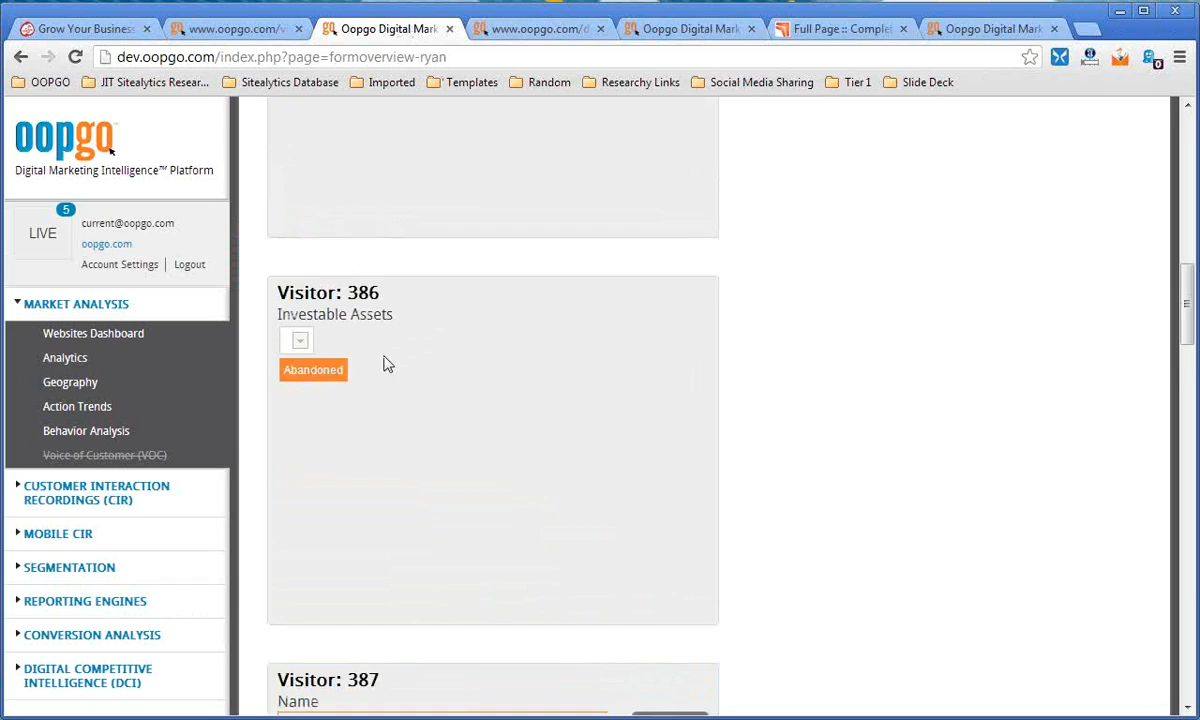 Grow Your Business
www.oopgo.com/v
Oopgo Digital Mark
www.oopgo.com/d
Oopgo Digital Mark
Full Page :: Complet
Oopgo Digital Mark
dev.oopgo.com/index.php?page=formoverview-ryan
OOPGO
JIT Sitealytics Resear...
Sitealytics Database
Imported
'Templates
Random
Researchy Links
Social Media Sharing
Tier 1
Slide Deck
oopgo
Digital Marketing Intelligence™ Platform
5
LIVE
current@oopgo.com
oopgo.com
Account Settings | Logout
MARKET ANALYSIS
Websites Dashboard
Analytics
Geography
Action Trends
Behavior Analysis
Voice of Customer (VOC)
CUSTOMER INTERACTION
RECORDINGS (CIR)
MOBILE CIR
SEGMENTATION
REPORTING ENGINES
CONVERSION ANALYSIS
DIGITAL COMPETITIVE
INTELLIGENCE (DCI)
Visitor: 386
Investable Assets
Abandoned
Visitor: 387
Name